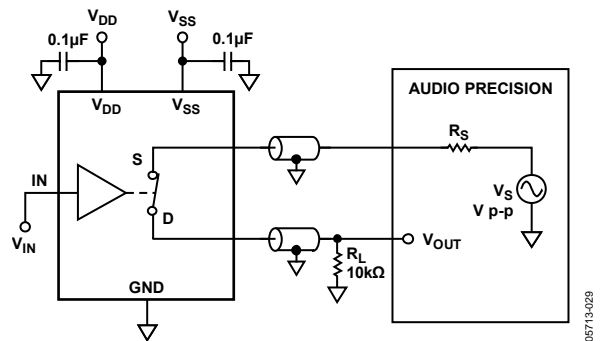 VDD
VSS
0.1µF
0.1µF
VDD
VSS
AUDIO PRECISION
RS
S
IN
VS
V p-p
D
VIN
VOUT
RL
10kΩ
GND
05713-029